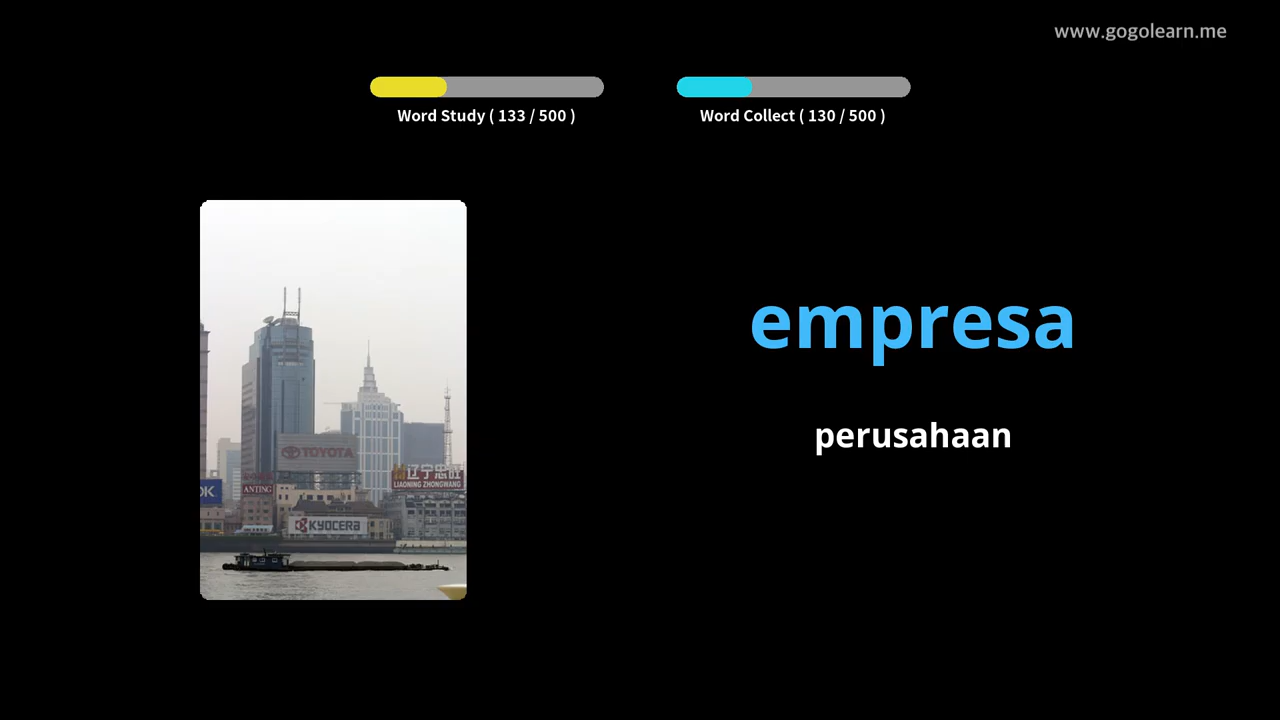 www.gogolearn.me
Word Study ( 133 / 500 )
Word Collect ( 130 / 500 )
empresa
perusahaan
TOYOTA
辽宁忠旺
LIAONING ZHONGWANG
OK
ANTING
KYOCERA